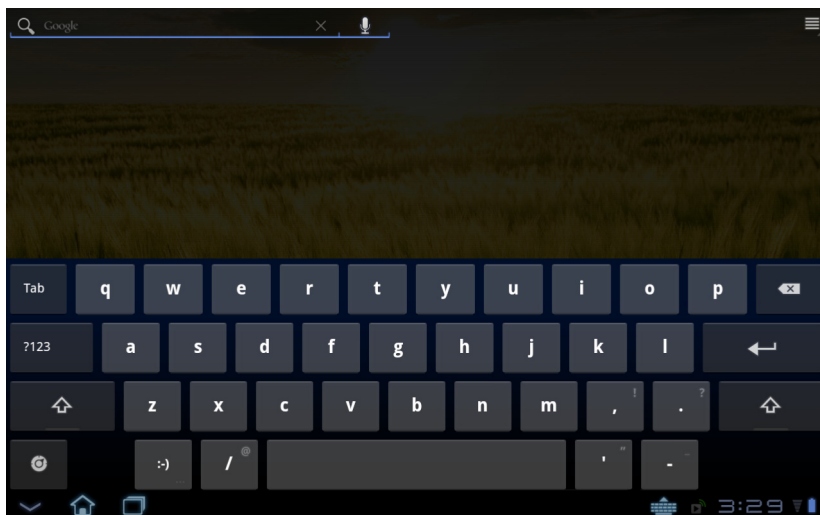 Google
Tab q w e r t y u i o p
?123 a s d f g h j k l
z x c v b n m , ! . ?
:-) ... / @ ' " - _
3:29